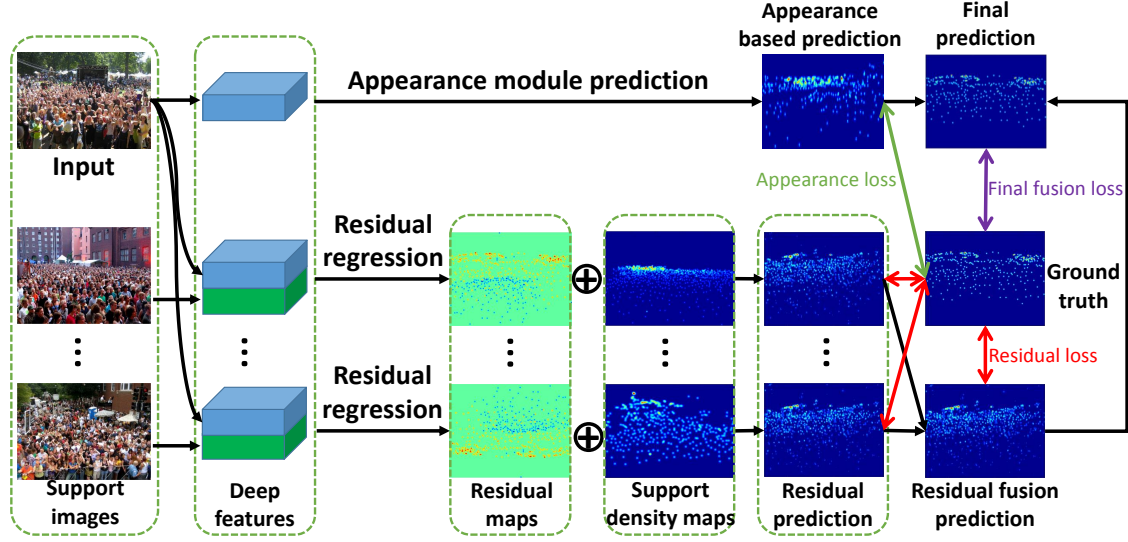 Appearance
based prediction
Final
prediction
Appearance module prediction
Input
Appearance loss
Final fusion loss
Residual
regression
Ground
truth
Residual loss
Residual
regression
Support
images
Deep
features
Residual
maps
Support
density maps
Residual
prediction
Residual fusion
prediction